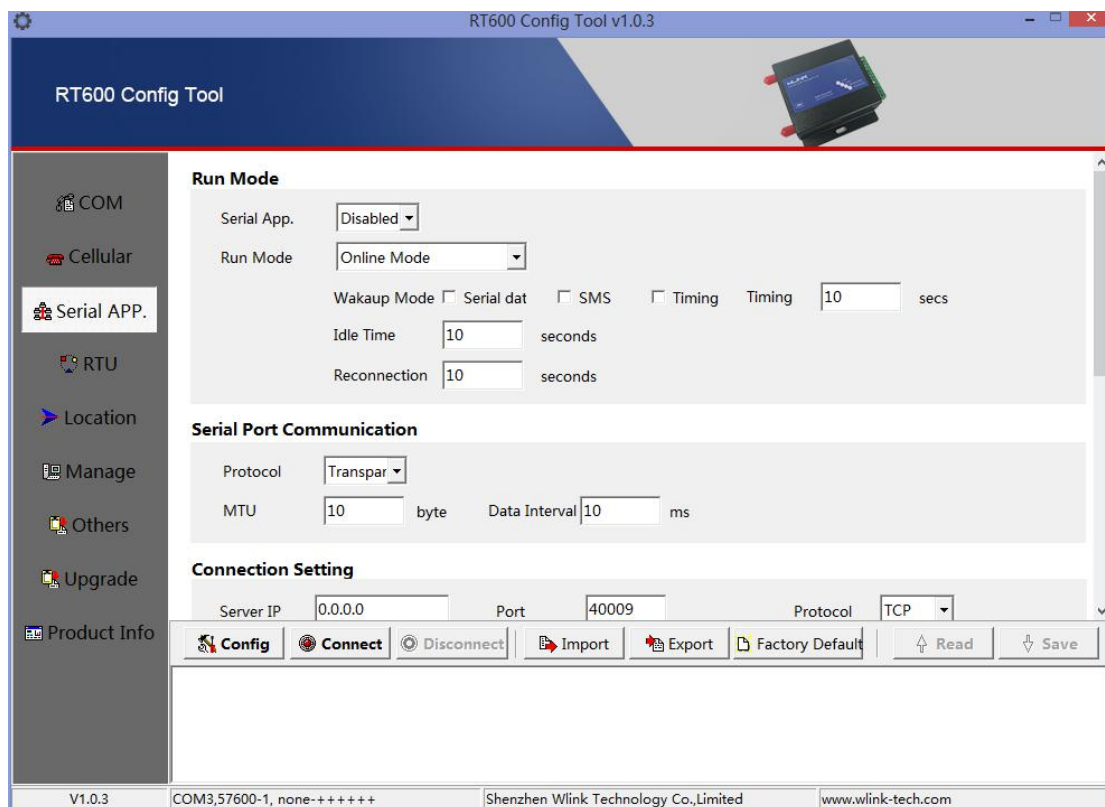 RT600 Config Tool v1.0.3
RT600 Config Tool
COM
Cellular
Serial APP.
RTU
Location
Manage
Others
Upgrade
Product Info
Run Mode
Serial App. Disabled
Run Mode Online Mode
Wakaup Mode Serial dat SMS Timing Timing 10 secs
Idle Time 10 seconds
Reconnection 10 seconds
Serial Port Communication
Protocol Transpar
MTU 10 byte Data Interval 10 ms
Connection Setting
Server IP 0.0.0.0 Port 40009 Protocol TCP
Config Connect Disconnect Import Export Factory Default Read Save
V1.0.3 COM3,57600-1, none-++++++ Shenzhen Wlink Technology Co.,Limited www.wlink-tech.com